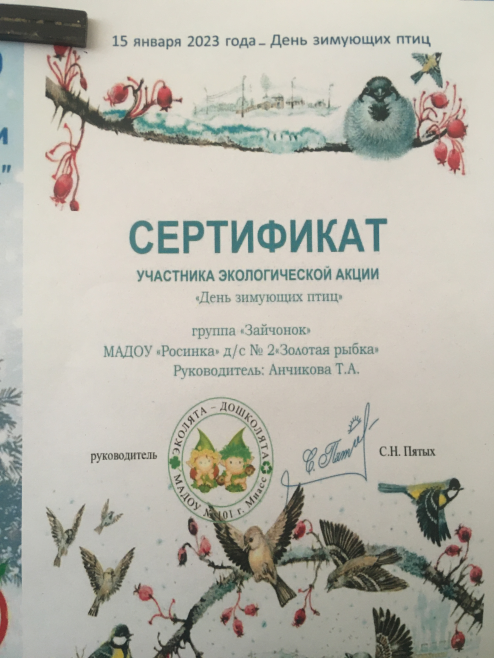 15 января 2023 года – День зимующих птиц
СЕРТИФИКАТ
УЧАСТНИКА ЭКОЛОГИЧЕСКОЙ АКЦИИ
«День зимующих птиц»
группа «Зайчонок»
МАДОУ «Росинка» д/с № 2«Золотая рыбка»
Руководитель: Анчикова Т.А.
руководитель
ЭКОЛЯТА – ДОШКОЛЯТА
МАДОУ №101 г. Миасс
С.Н. Пятых
и
"